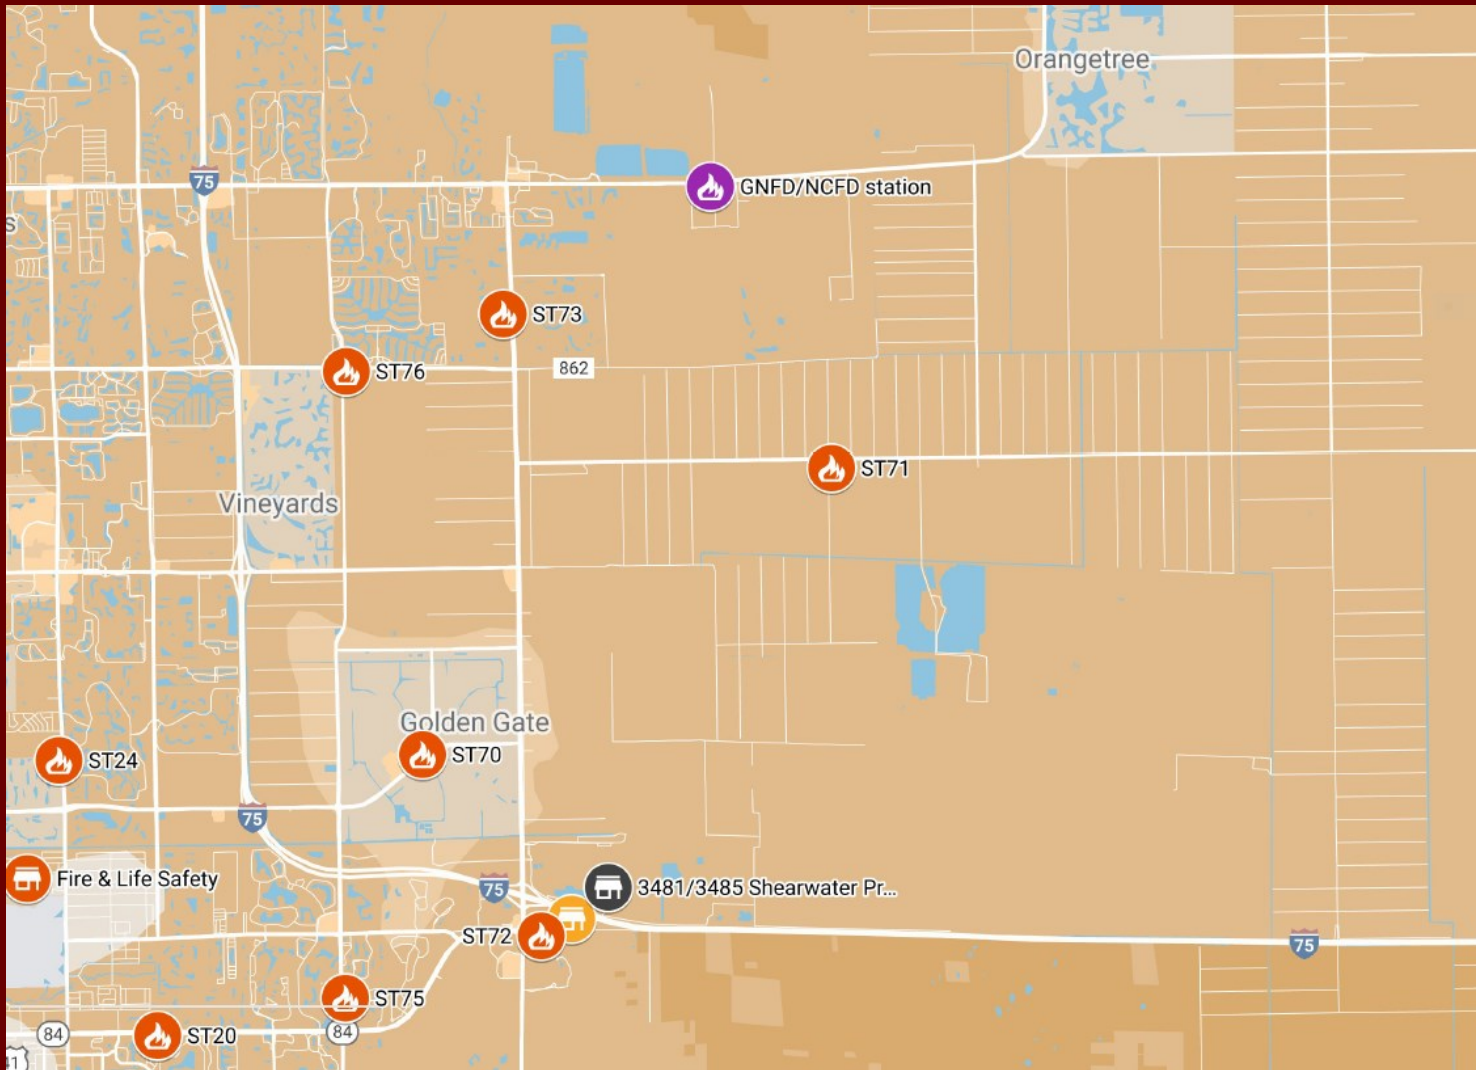 Orangetree
75
GNFD/NCFD station
s
ST73
ST76
862
ST71
Vineyards
Golden Gate
ST70
ST24
75
Fire & Life Safety
75
3481/3485 Shearwater Pr...
ST72
75
ST75
84
84
ST20
41